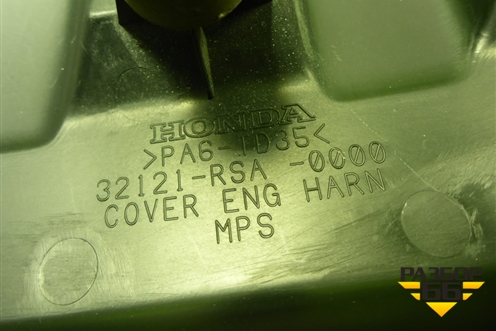 HONDA
>PA6-TD35<
32121-RSA -0000
COVER ENG HARN
MPS
РАЗБОР
66